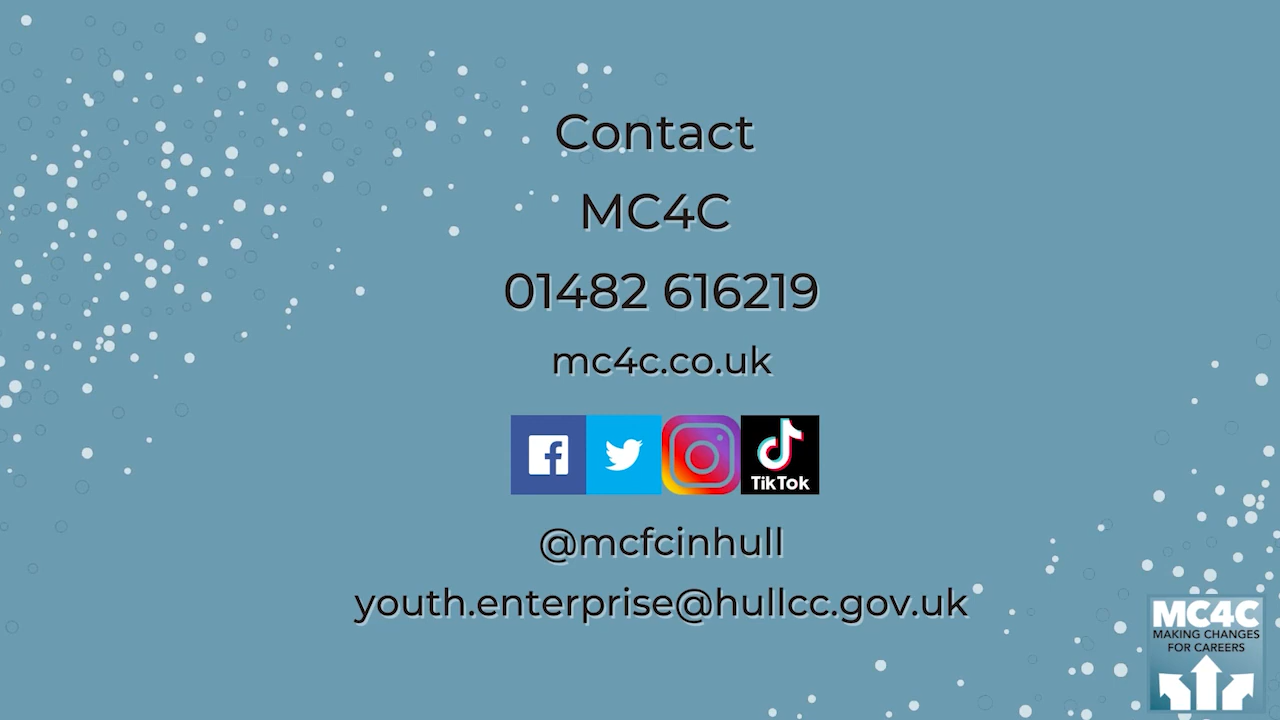 Contact
MC4C
01482 616219
mc4c.co.uk
TikTok
@mcfcinhull
youth.enterprise@hullcc.gov.uk
MC4C
MAKING CHANGES
FOR CAREERS